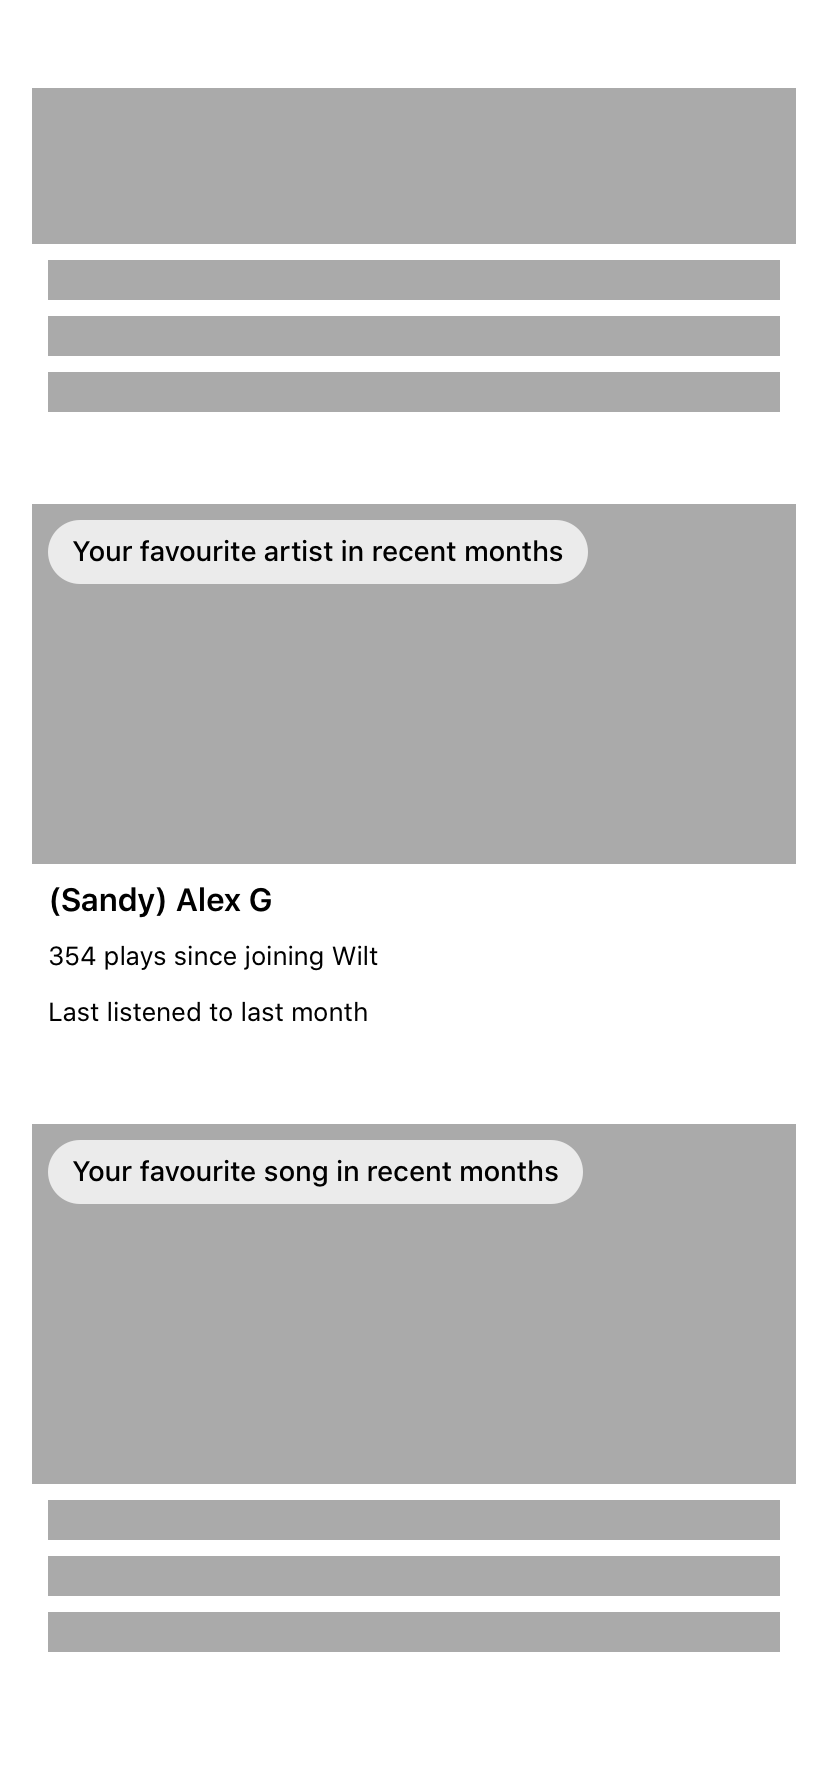 Your favourite artist in recent months
(Sandy) Alex G
354 plays since joining Wilt
Last listened to last month
Your favourite song in recent months